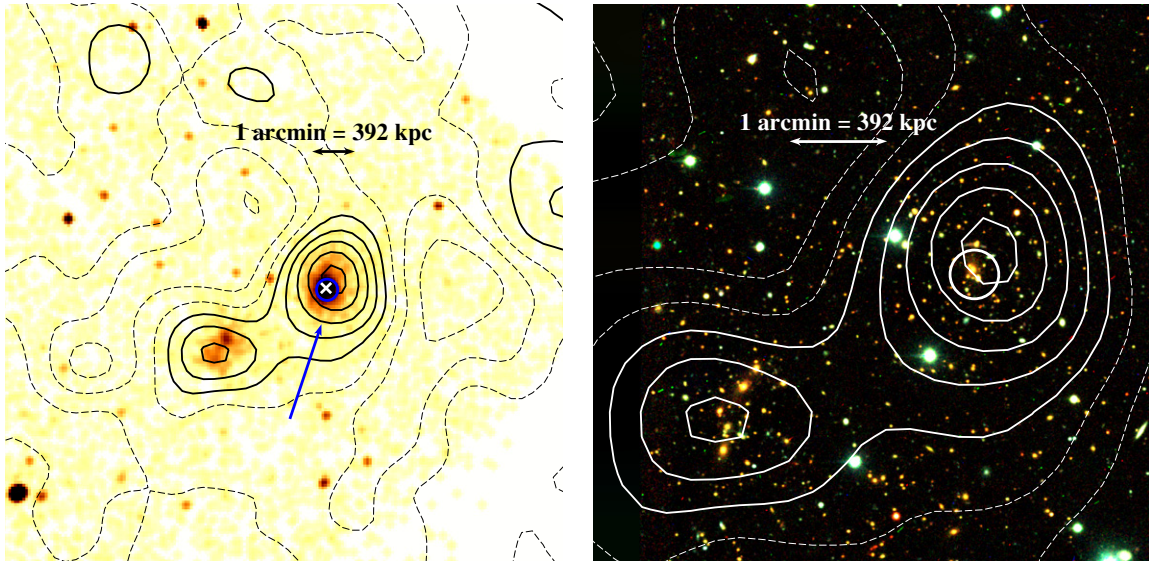 1 arcmin = 392 kpc
1 arcmin = 392 kpc